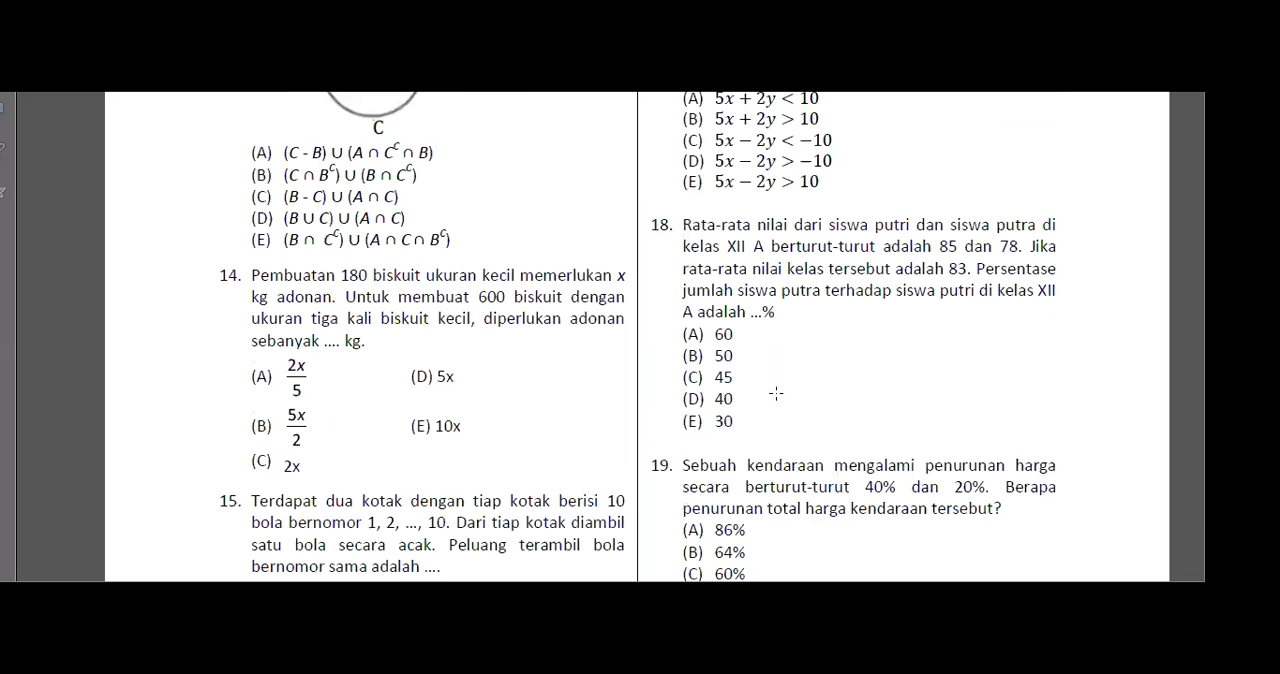 C
(A) (C - B) ∪ (A ∩ Cᶜ ∩ B)
(B) (C ∩ Bᶜ) ∪ (B ∩ Cᶜ)
(C) (B - C) ∪ (A ∩ C)
(D) (B ∪ C) ∪ (A ∩ C)
(E) (B ∩ Cᶜ) ∪ (A ∩ C ∩ Bᶜ)
14. Pembuatan 180 biskuit ukuran kecil memerlukan x
kg adonan. Untuk membuat 600 biskuit dengan
ukuran tiga kali biskuit kecil, diperlukan adonan
sebanyak .... kg.
(A) 2x/5 (D) 5x
(B) 5x/2 (E) 10x
(C) 2x
15. Terdapat dua kotak dengan tiap kotak berisi 10
bola bernomor 1, 2, ..., 10. Dari tiap kotak diambil
satu bola secara acak. Peluang terambil bola
bernomor sama adalah ....
(A) 5x + 2y < 10
(B) 5x + 2y > 10
(C) 5x − 2y < −10
(D) 5x − 2y > −10
(E) 5x − 2y > 10
18. Rata-rata nilai dari siswa putri dan siswa putra di
kelas XII A berturut-turut adalah 85 dan 78. Jika
rata-rata nilai kelas tersebut adalah 83. Persentase
jumlah siswa putra terhadap siswa putri di kelas XII
A adalah ...%
(A) 60
(B) 50
(C) 45
(D) 40
(E) 30
19. Sebuah kendaraan mengalami penurunan harga
secara berturut-turut 40% dan 20%. Berapa
penurunan total harga kendaraan tersebut?
(A) 86%
(B) 64%
(C) 60%